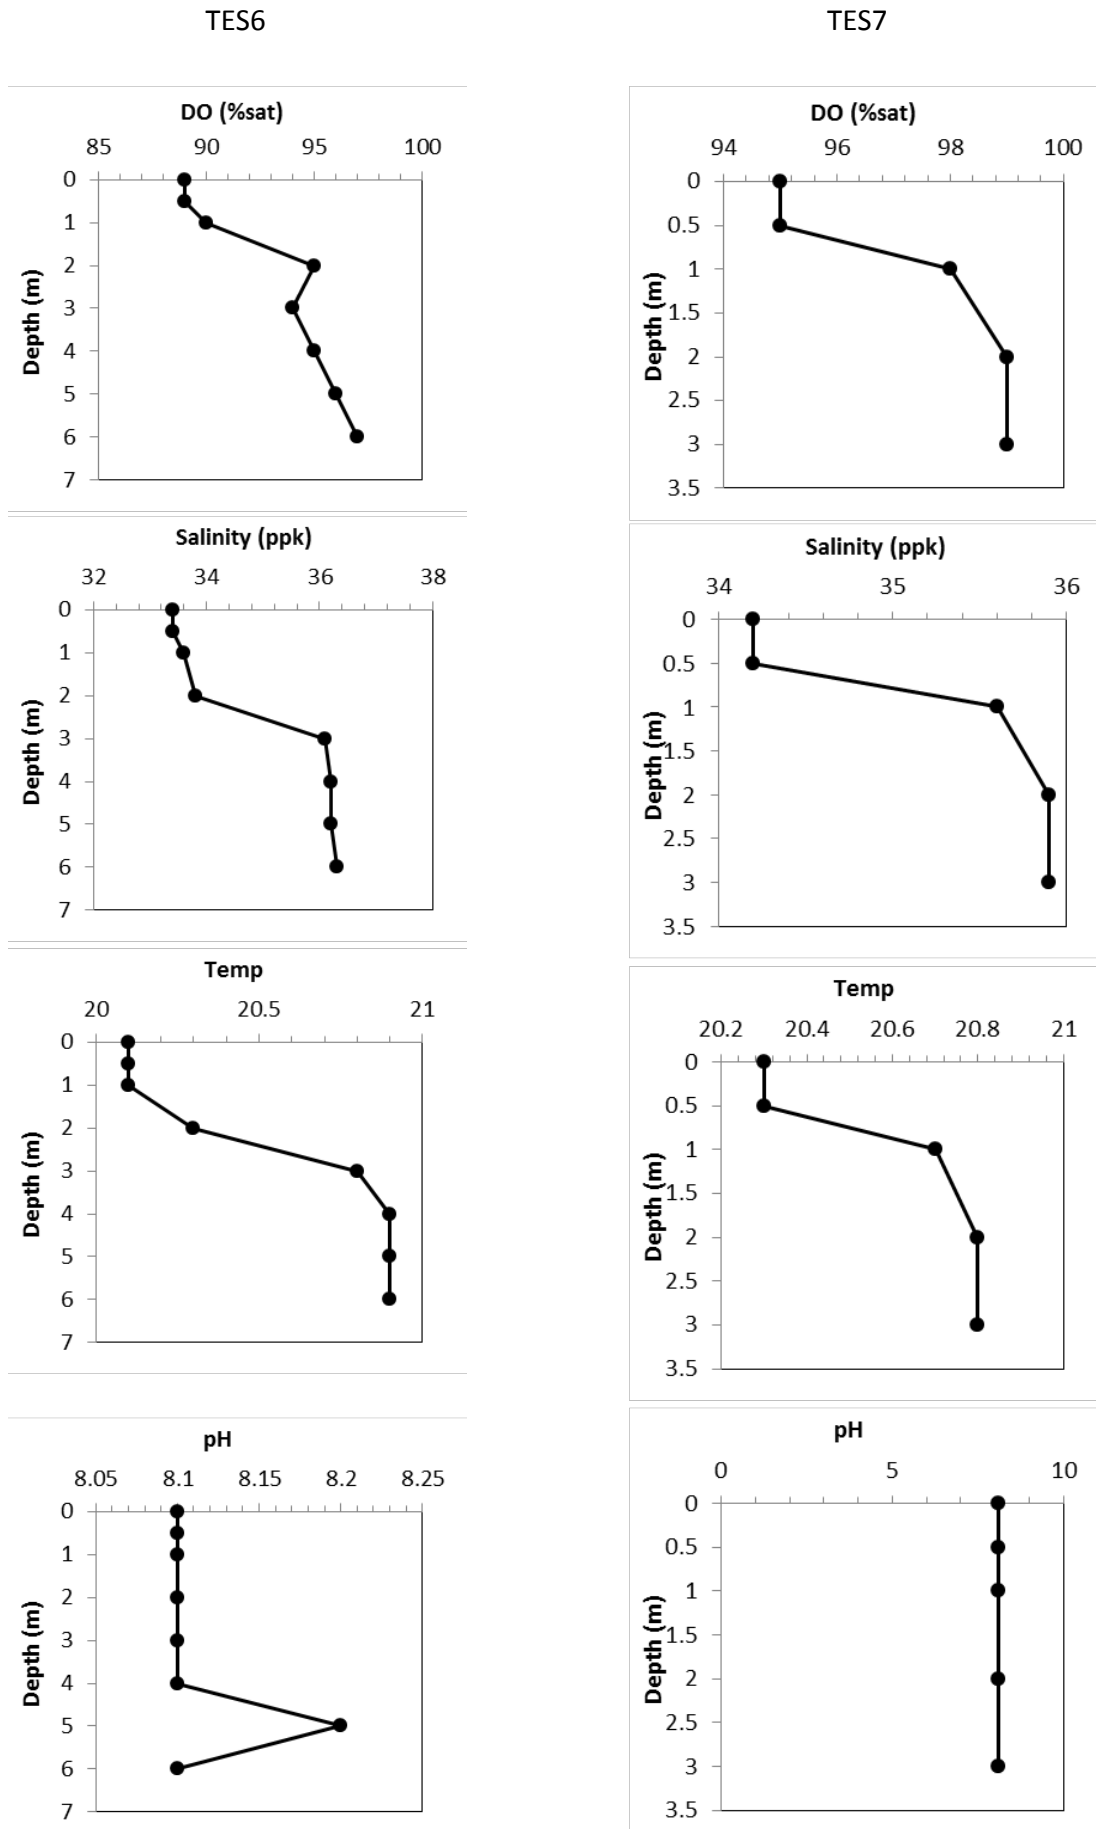 TES6
TES7
DO (%sat)
85 90 95 100
0
1
2
3
4
5
6
7
Depth (m)
DO (%sat)
94 96 98 100
0
0.5
1
1.5
2
2.5
3
3.5
Depth (m)
Salinity (ppk)
32 34 36 38
0
1
2
3
4
5
6
7
Depth (m)
Salinity (ppk)
34 35 36
0
0.5
1
1.5
2
2.5
3
3.5
Depth (m)
Temp
20 20.5 21
0
1
2
3
4
5
6
7
Depth (m)
Temp
20.2 20.4 20.6 20.8 21
0
0.5
1
1.5
2
2.5
3
3.5
Depth (m)
pH
8.05 8.1 8.15 8.2 8.25
0
1
2
3
4
5
6
7
Depth (m)
pH
0 5 10
0
0.5
1
1.5
2
2.5
3
3.5
Depth (m)